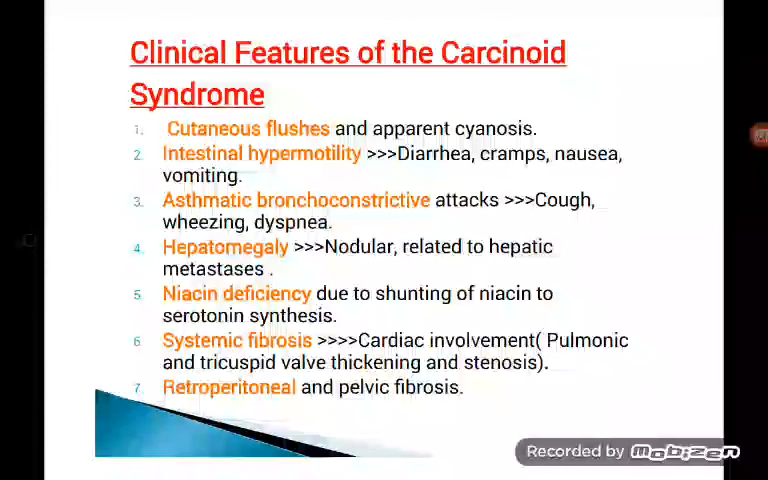 Clinical Features of the Carcinoid
Syndrome
1. Cutaneous flushes and apparent cyanosis.
2. Intestinal hypermotility >>>Diarrhea, cramps, nausea,
vomiting.
3. Asthmatic bronchoconstrictive attacks >>>Cough,
wheezing, dyspnea.
4. Hepatomegaly >>>Nodular, related to hepatic
metastases .
5. Niacin deficiency due to shunting of niacin to
serotonin synthesis.
6. Systemic fibrosis >>>>Cardiac involvement( Pulmonic
and tricuspid valve thickening and stenosis).
7. Retroperitoneal and pelvic fibrosis.
Recorded by Mobizen